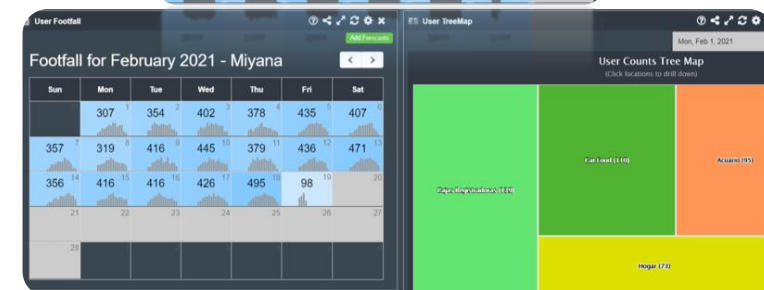 User Footfall
Add Forecasts
Footfall for February 2021 - Miyana
< >
Sun Mon Tue Wed Thu Fri Sat
307 1 354 2 402 3 378 4 435 5 407 6
357 7 319 8 416 9 445 10 379 11 436 12 471 13
356 14 416 15 416 16 426 17 495 18 98 19 20
21 22 23 24 25 26 27
28
User TreeMap
Mon, Feb 1, 2021
User Counts Tree Map
(Click locations to drill down)
Cajas Registradoras
Acuario (95)
Hogar (73)